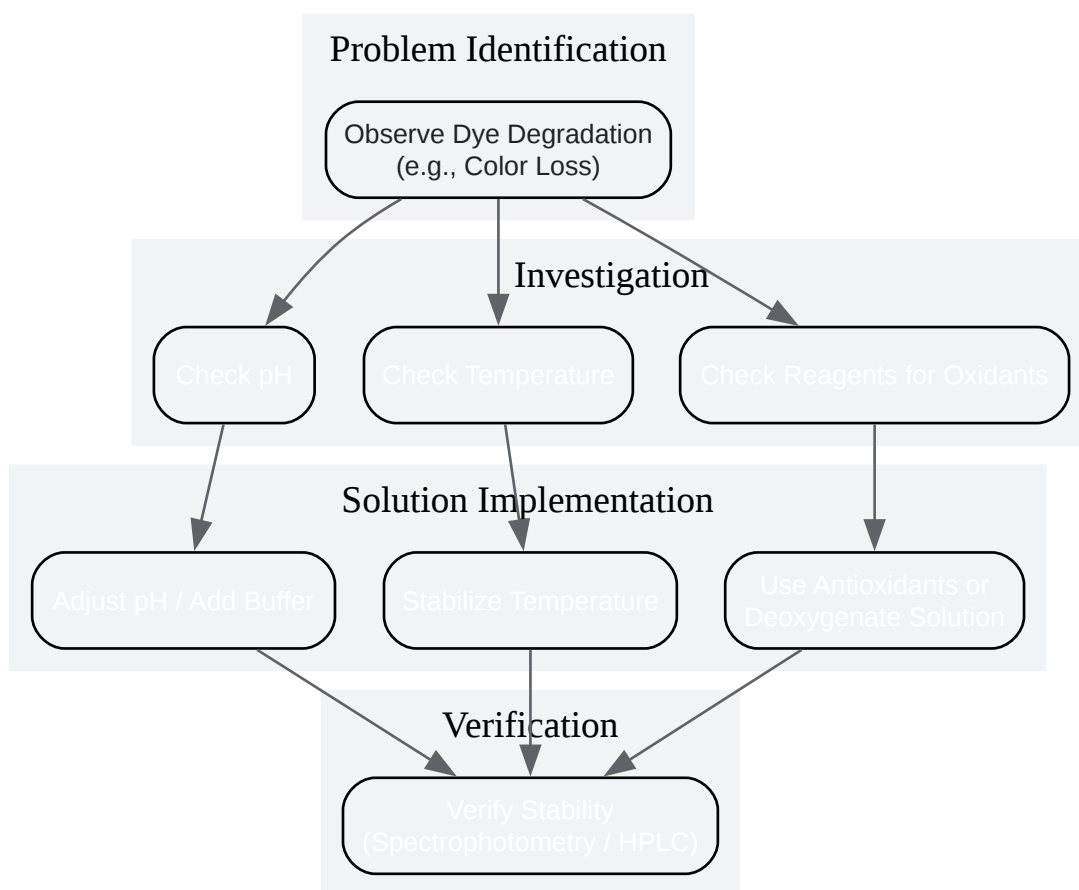 Problem Identification
Observe Dye Degradation
(e.g., Color Loss)
Investigation
Check pH
Check Temperature
Check Reagents for Oxidants
Solution Implementation
Adjust pH / Add Buffer
Stabilize Temperature
Use Antioxidants or
Deoxygenate Solution
Verification
Verify Stability
(Spectrophotometry / HPLC)